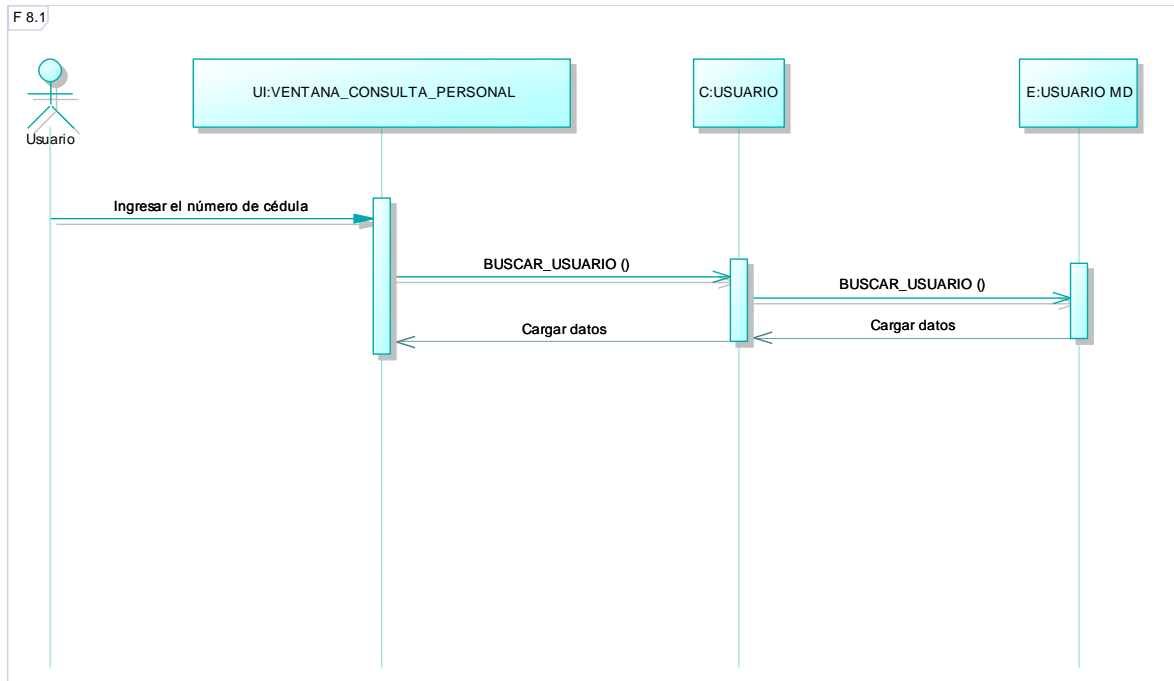 F 8.1
UI:VENTANA_CONSULTA_PERSONAL
C:USUARIO
E:USUARIO MD
Usuario
Ingresar el número de cédula
BUSCAR_USUARIO ()
BUSCAR_USUARIO ()
Cargar datos
Cargar datos